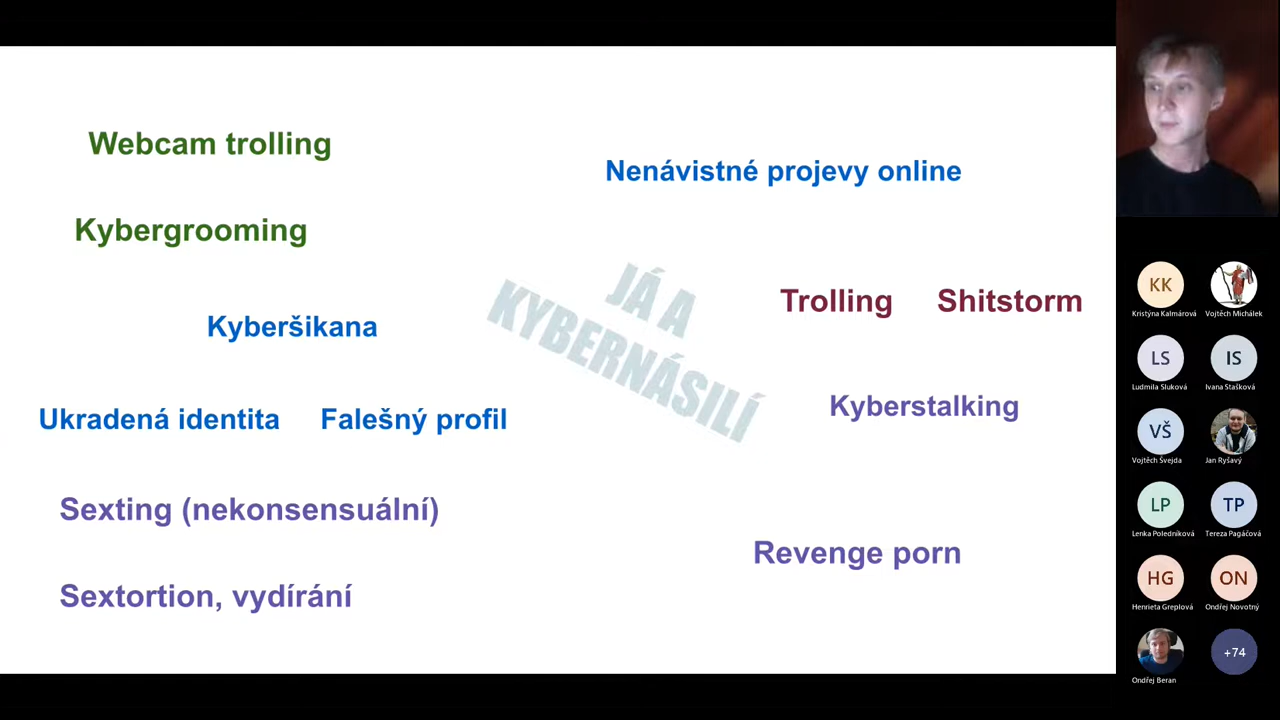 Webcam trolling
Nenávistné projevy online
Kybergrooming
JÁ A
KYBERNÁSILÍ
Trolling
Shitstorm
Kyberšikana
Kyberstalking
Ukradená identita
Falešný profil
Sexting (nekonsensuální)
Revenge porn
Sextortion, vydírání
KK
Kristýna Kalmárová
Vojtěch Michálek
LS
IS
Ludmila Sluková
Ivana Stašková
VŠ
Vojtěch Švejda
Jan Ryšavý
LP
TP
Lenka Poledníková
Tereza Pagáčová
HG
ON
Henrieta Greplová
Ondřej Novotný
+74
Ondřej Beran